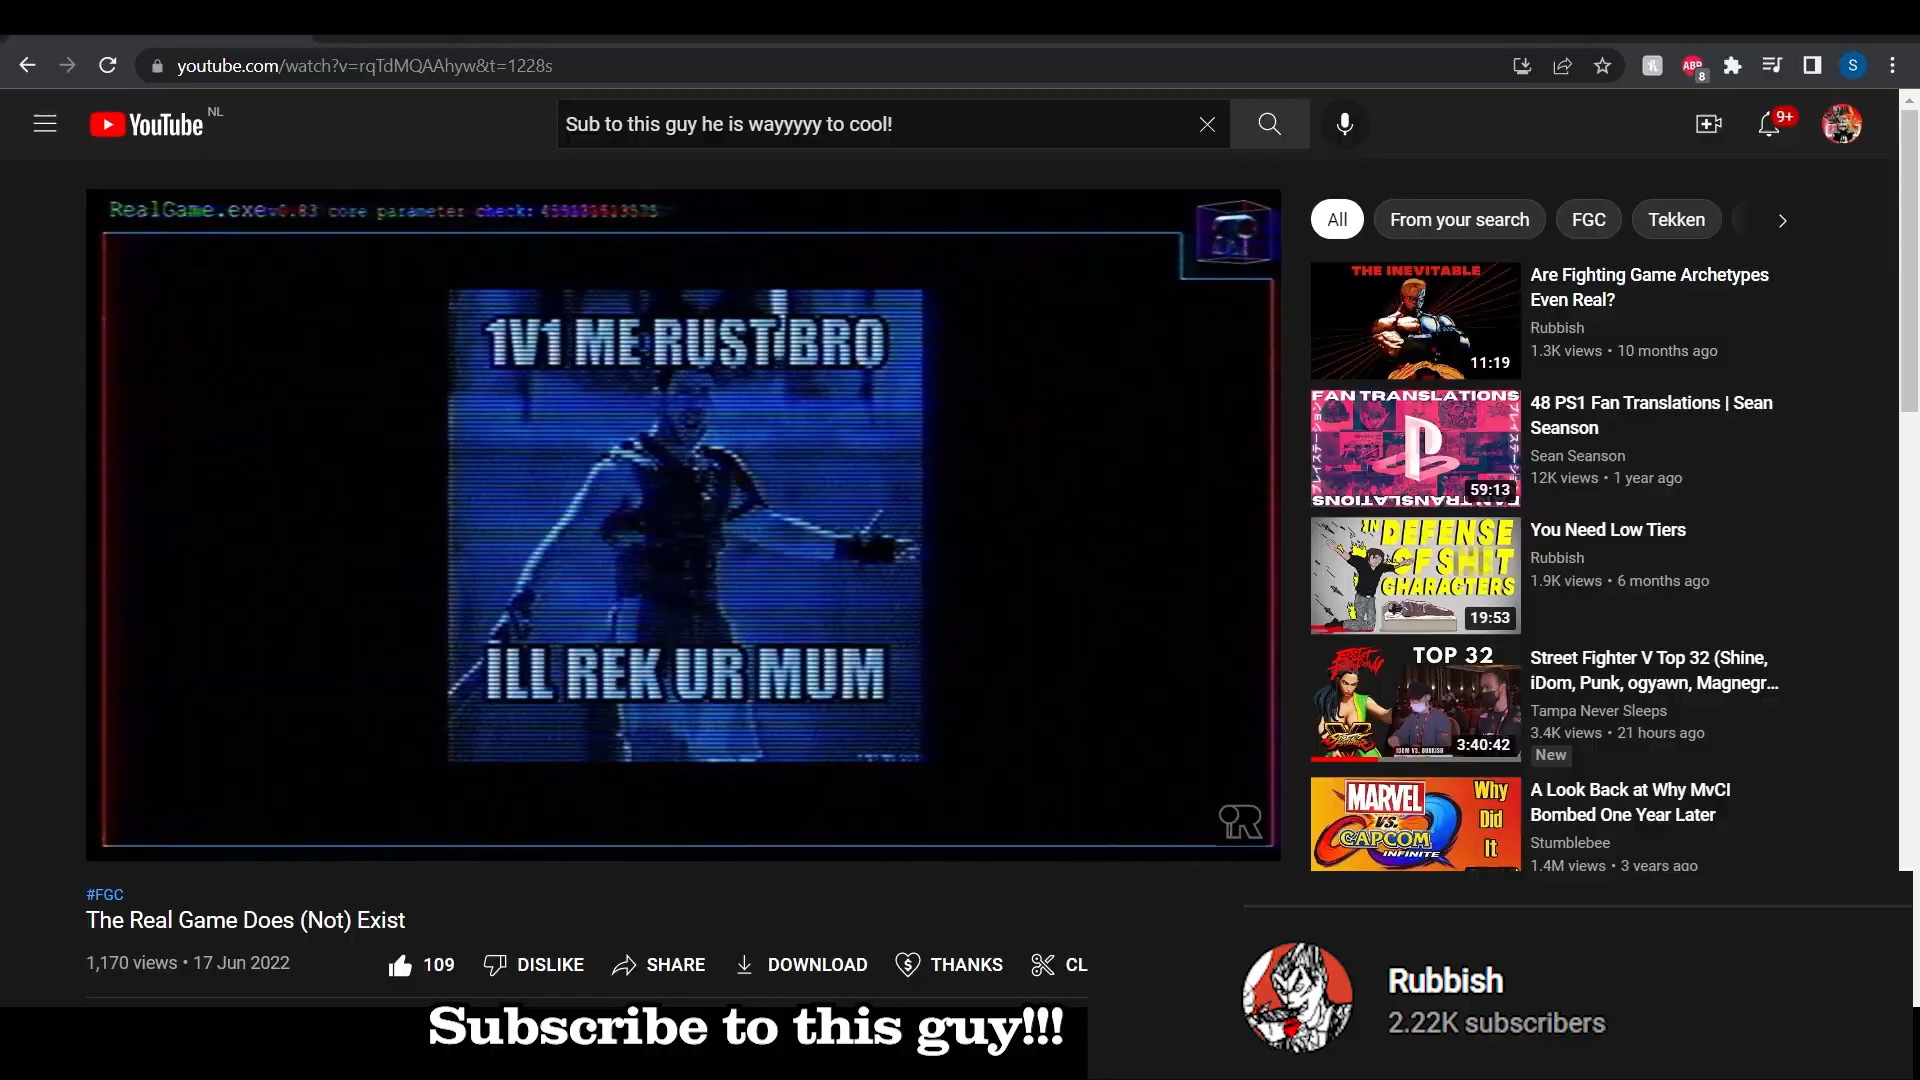 youtube.com/watch?v=rqTdMQAAhyw&t=1228s
ABP
8
S
YouTube NL
Sub to this guy he is wayyyyy to cool!
9+
RealGame.exe v0.83 core parameter check:
1V1 ME RUST BRO
ILL REK UR MUM
All
From your search
FGC
Tekken
THE INEVITABLE
11:19
Are Fighting Game Archetypes
Even Real?
Rubbish
1.3K views • 10 months ago
FAN TRANSLATIONS
59:13
48 PS1 Fan Translations | Sean
Seanson
Sean Seanson
12K views • 1 year ago
IN DEFENSE
OF SHIT
CHARACTERS
19:53
You Need Low Tiers
Rubbish
1.9K views • 6 months ago
TOP 32
3:40:42
Street Fighter V Top 32 (Shine,
iDom, Punk, ogyawn, Magnegr...
Tampa Never Sleeps
3.4K views • 21 hours ago
New
MARVEL
VS.
CAPCOM
INFINITE
Why
Did
It
A Look Back at Why MvCI
Bombed One Year Later
Stumblebee
1.4M views • 3 years ago
#FGC
The Real Game Does (Not) Exist
1,170 views • 17 Jun 2022
109
DISLIKE
SHARE
DOWNLOAD
THANKS
CL
Subscribe to this guy!!!
Rubbish
2.22K subscribers